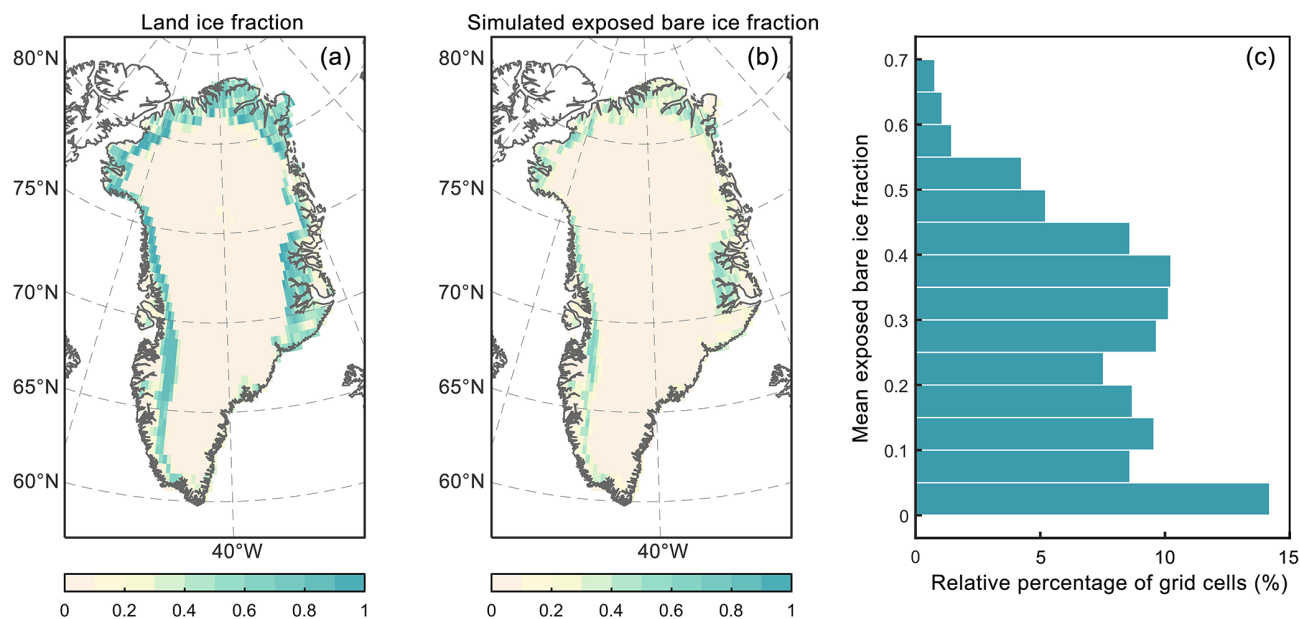 Land ice fraction
(a)
80°N
75°N
70°N
65°N
60°N
40°W
0 0.2 0.4 0.6 0.8 1
Simulated exposed bare ice fraction
(b)
80°N
75°N
70°N
65°N
60°N
40°W
0 0.2 0.4 0.6 0.8 1
(c)
Mean exposed bare ice fraction
0.7
0.6
0.5
0.4
0.3
0.2
0.1
0
0 5 10 15
Relative percentage of grid cells (%)